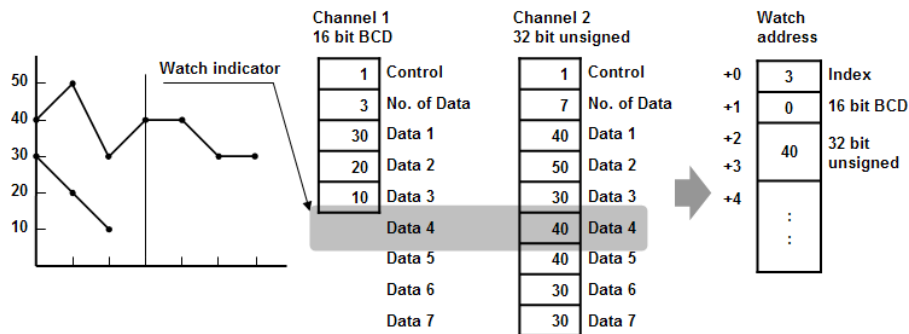 Channel 1
16 bit BCD
Channel 2
32 bit unsigned
Watch
address
Watch indicator
50
40
30
20
10
1 Control
3 No. of Data
30 Data 1
20 Data 2
10 Data 3
Data 4
Data 5
Data 6
Data 7
1 Control
7 No. of Data
40 Data 1
50 Data 2
30 Data 3
40 Data 4
40 Data 5
30 Data 6
30 Data 7
+0 3 Index
+1 0 16 bit BCD
+2
+3
40
32 bit
unsigned
+4
:
: